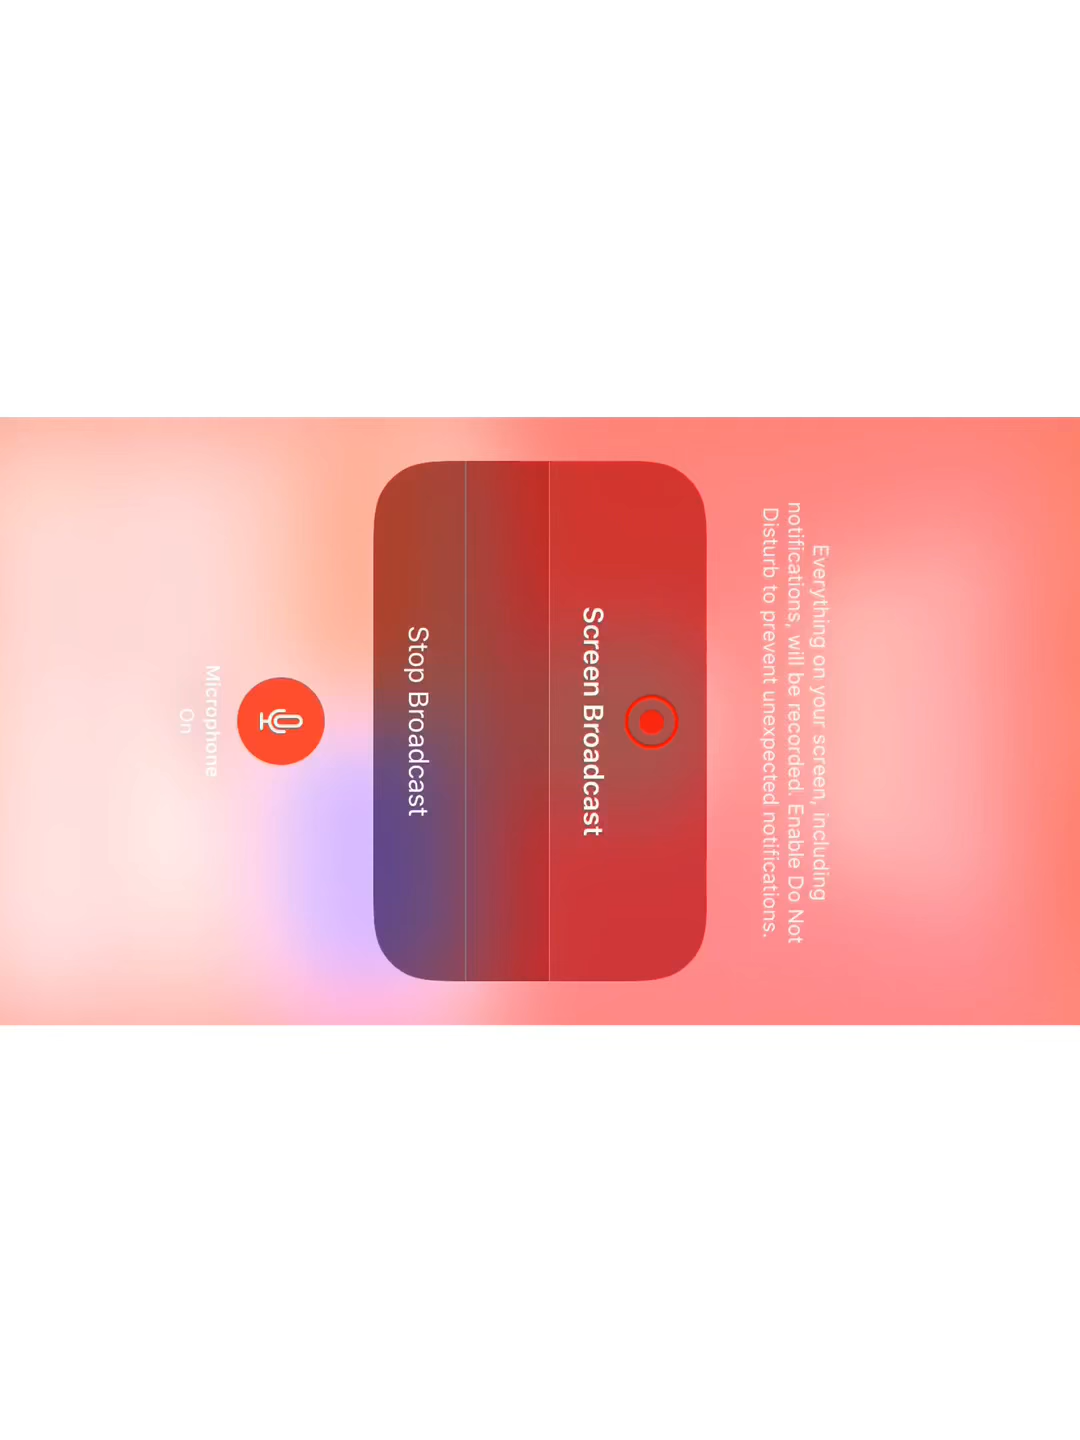 Everything on your screen, including
notifications, will be recorded. Enable Do Not
Disturb to prevent unexpected notifications.
Screen Broadcast
Stop Broadcast
Microphone
On